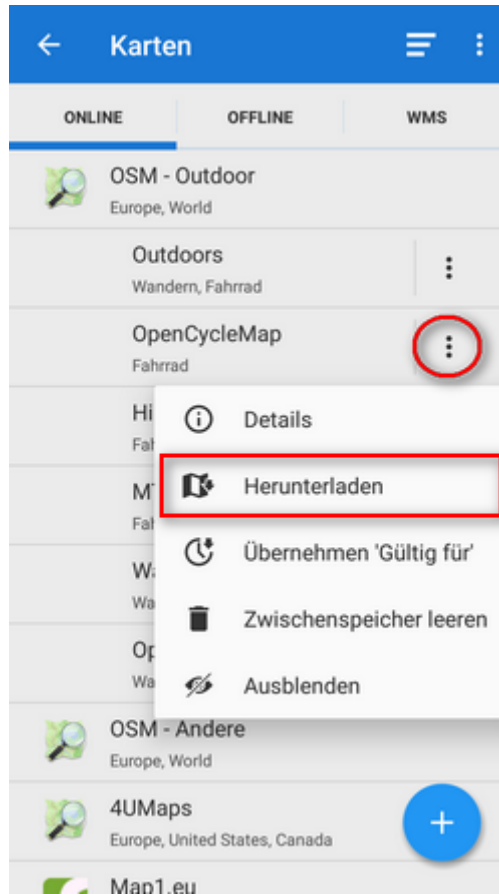 Karten
ONLINE OFFLINE WMS
OSM - Outdoor
Europe, World
Outdoors
Wandern, Fahrrad
OpenCycleMap
Fahrrad
Details
Herunterladen
Übernehmen 'Gültig für'
Zwischenspeicher leeren
Ausblenden
OSM - Andere
Europe, World
4UMaps
Europe, United States, Canada
Map1.eu